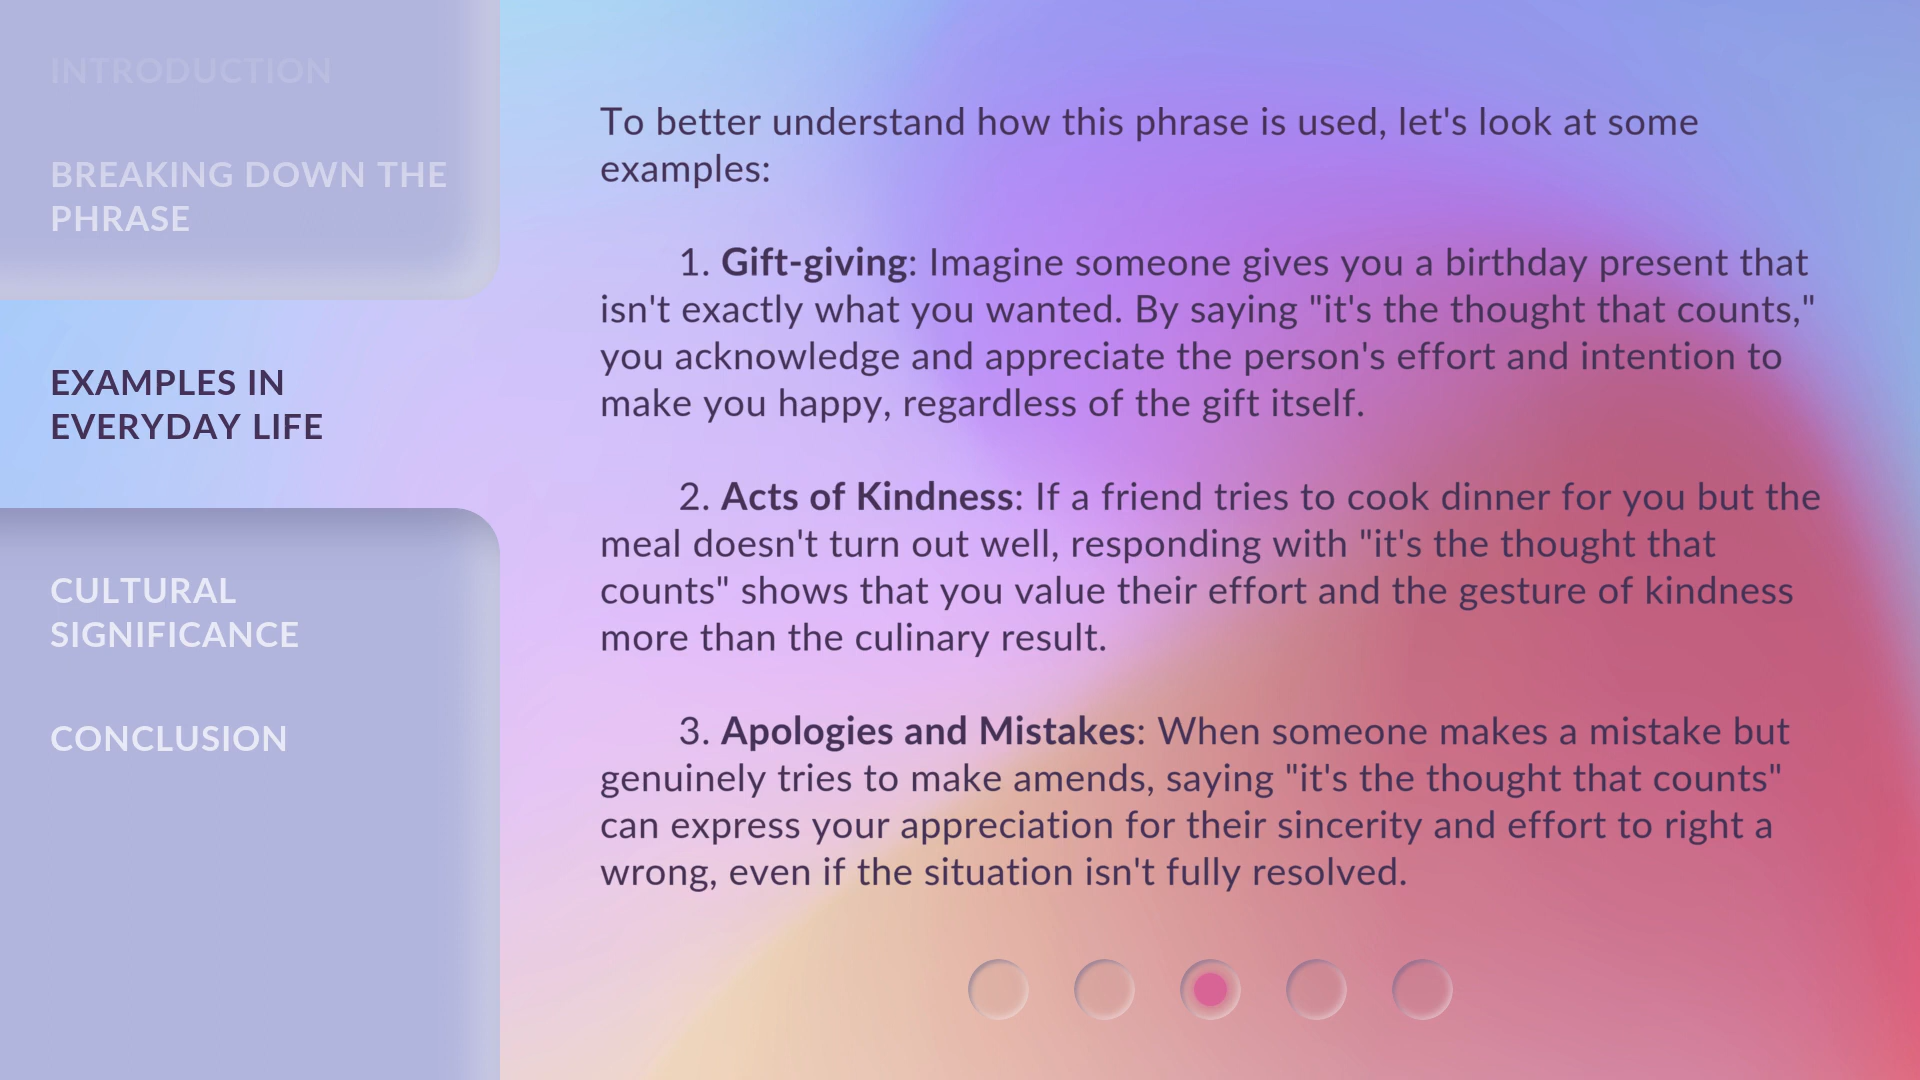 INTRODUCTION
BREAKING DOWN THE
PHRASE
EXAMPLES IN
EVERYDAY LIFE
CULTURAL
SIGNIFICANCE
CONCLUSION
To better understand how this phrase is used, let's look at some
examples:
1. Gift-giving: Imagine someone gives you a birthday present that
isn't exactly what you wanted. By saying "it's the thought that counts,"
you acknowledge and appreciate the person's effort and intention to
make you happy, regardless of the gift itself.
2. Acts of Kindness: If a friend tries to cook dinner for you but the
meal doesn't turn out well, responding with "it's the thought that
counts" shows that you value their effort and the gesture of kindness
more than the culinary result.
3. Apologies and Mistakes: When someone makes a mistake but
genuinely tries to make amends, saying "it's the thought that counts"
can express your appreciation for their sincerity and effort to right a
wrong, even if the situation isn't fully resolved.